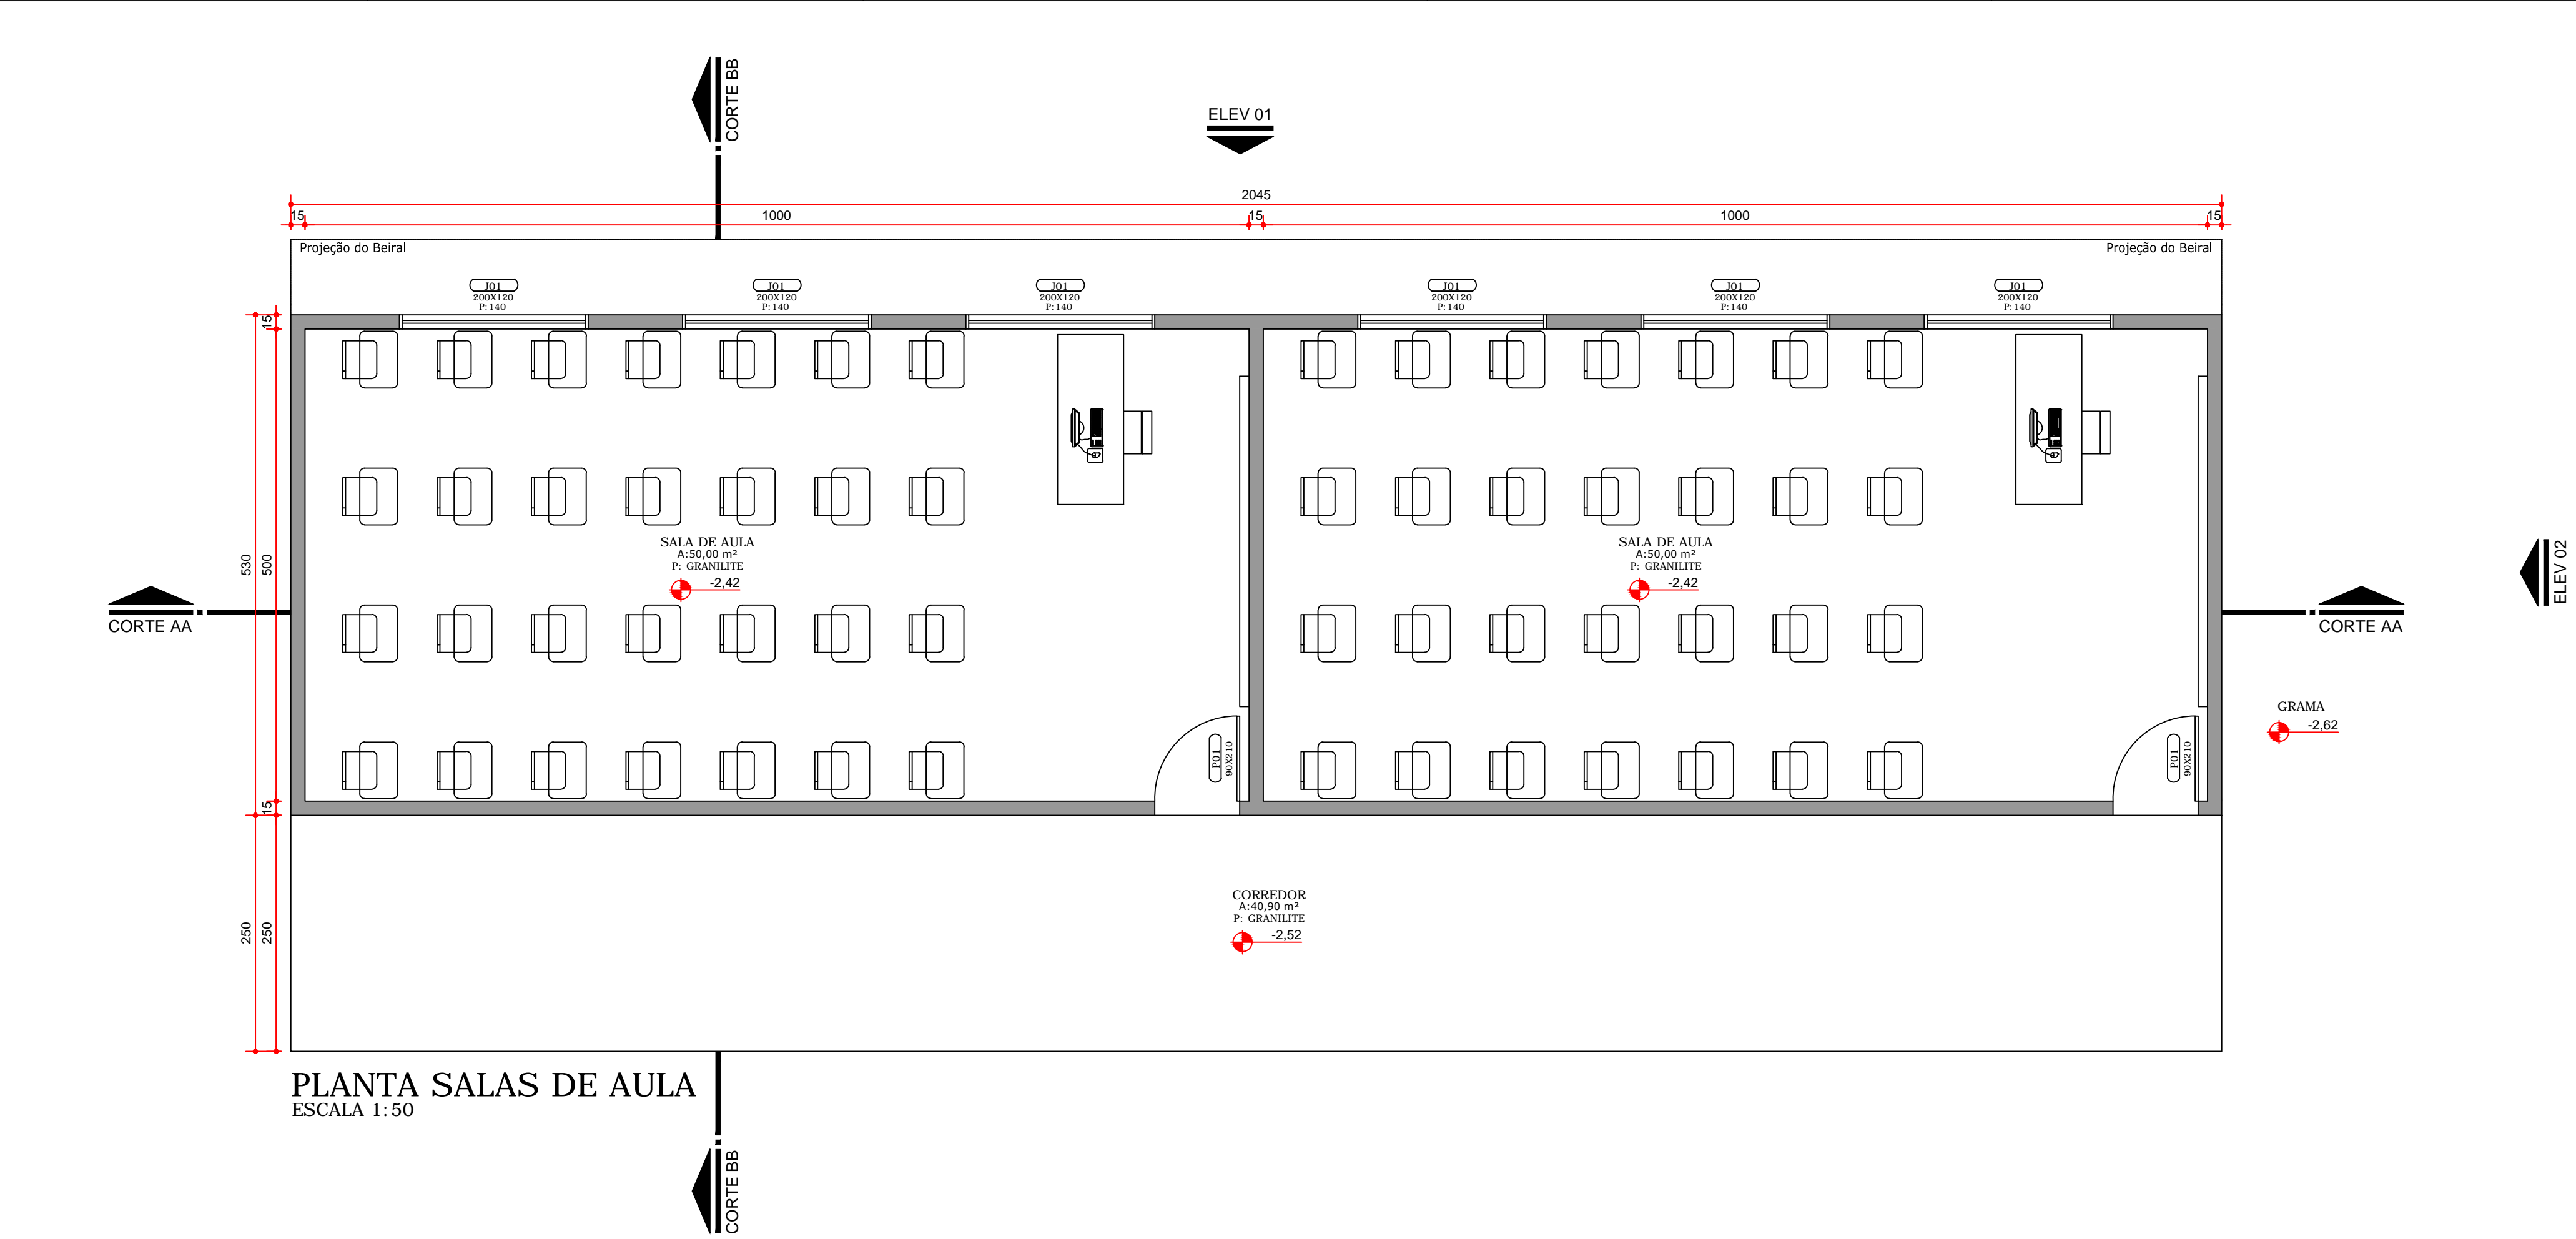 CORTE BB
ELEV 01
2045
15
1000
15
1000
15
Projeção do Beiral
Projeção do Beiral
J01
200X120
P:140
J01
200X120
P:140
J01
200X120
P:140
J01
200X120
P:140
J01
200X120
P:140
J01
200X120
P:140
15
530
500
15
SALA DE AULA
A:50,00 m²
P: GRANILITE
-2,42
SALA DE AULA
A:50,00 m²
P: GRANILITE
-2,42
CORTE AA
CORTE AA
ELEV 02
GRAMA
-2,62
P01
90X210
P01
90X210
250
250
CORREDOR
A:40,90 m²
P: GRANILITE
-2,52
PLANTA SALAS DE AULA
ESCALA 1:50
CORTE BB